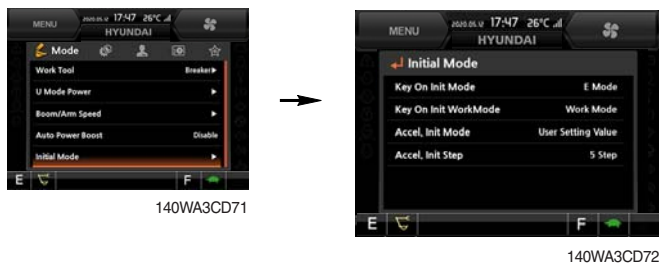 MENU 17:47 26°C
HYUNDAI
Mode
Work Tool Breaker
U Mode Power
Boom/Arm Speed
Auto Power Boost Disable
Initial Mode
E F
140WA3CD71
MENU 17:47 26°C
HYUNDAI
Initial Mode
Key On Init Mode E Mode
Key On Init WorkMode Work Mode
Accel, Init Mode User Setting Value
Accel, Init Step 5 Step
E F
140WA3CD72